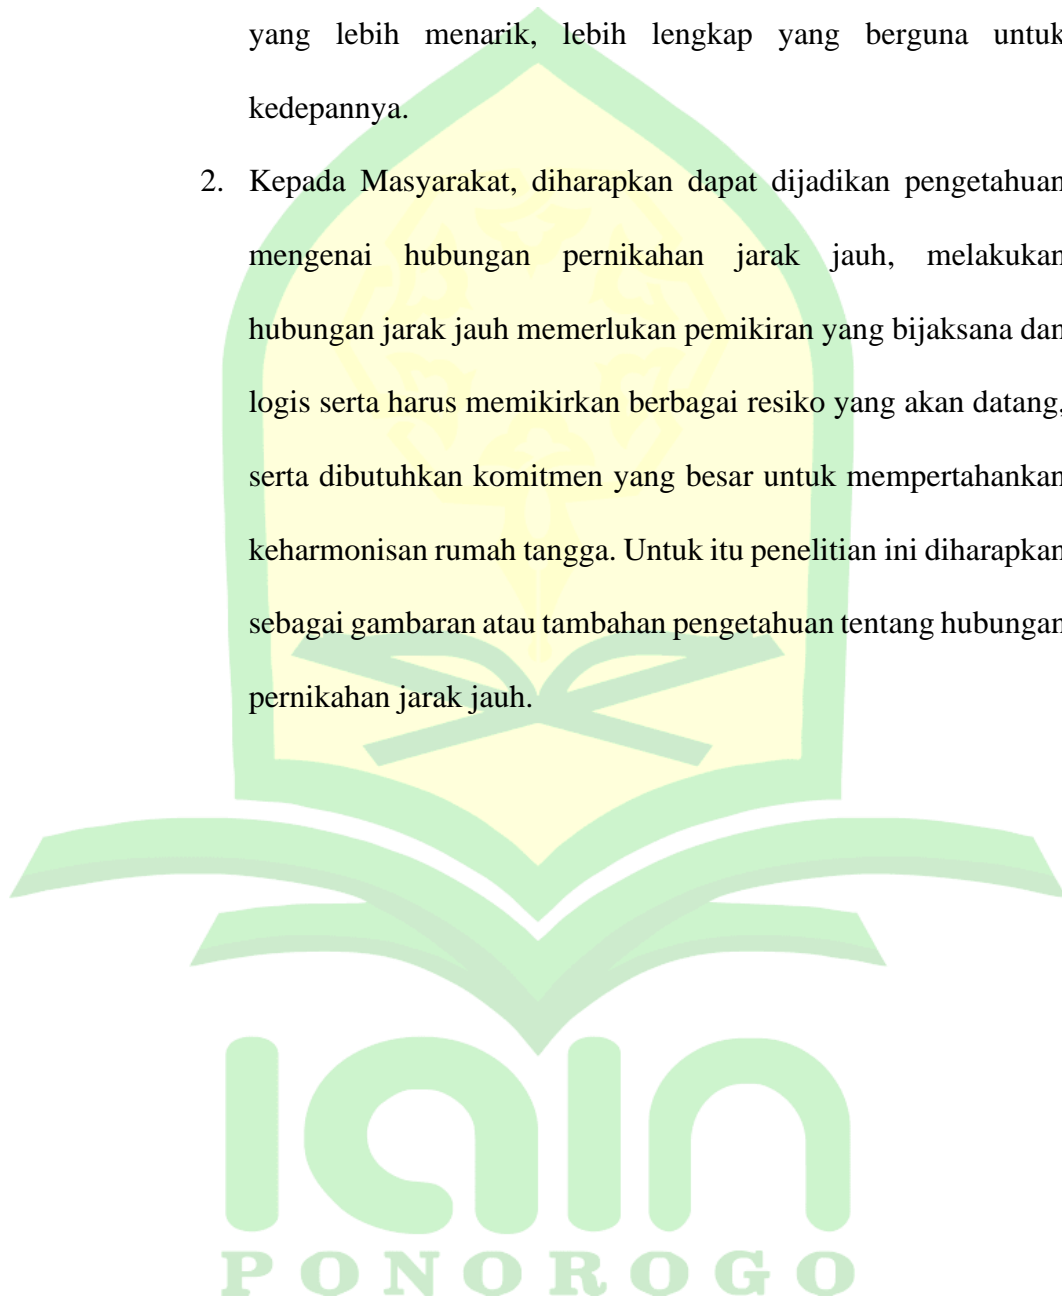 yang lebih menarik, lebih lengkap yang berguna untuk
kedepannya.
2. Kepada Masyarakat, diharapkan dapat dijadikan pengetahuan
mengenai hubungan pernikahan jarak jauh, melakukan
hubungan jarak jauh memerlukan pemikiran yang bijaksana dan
logis serta harus memikirkan berbagai resiko yang akan datang,
serta dibutuhkan komitmen yang besar untuk mempertahankan
keharmonisan rumah tangga. Untuk itu penelitian ini diharapkan
sebagai gambaran atau tambahan pengetahuan tentang hubungan
pernikahan jarak jauh.
iain
PONOROGO